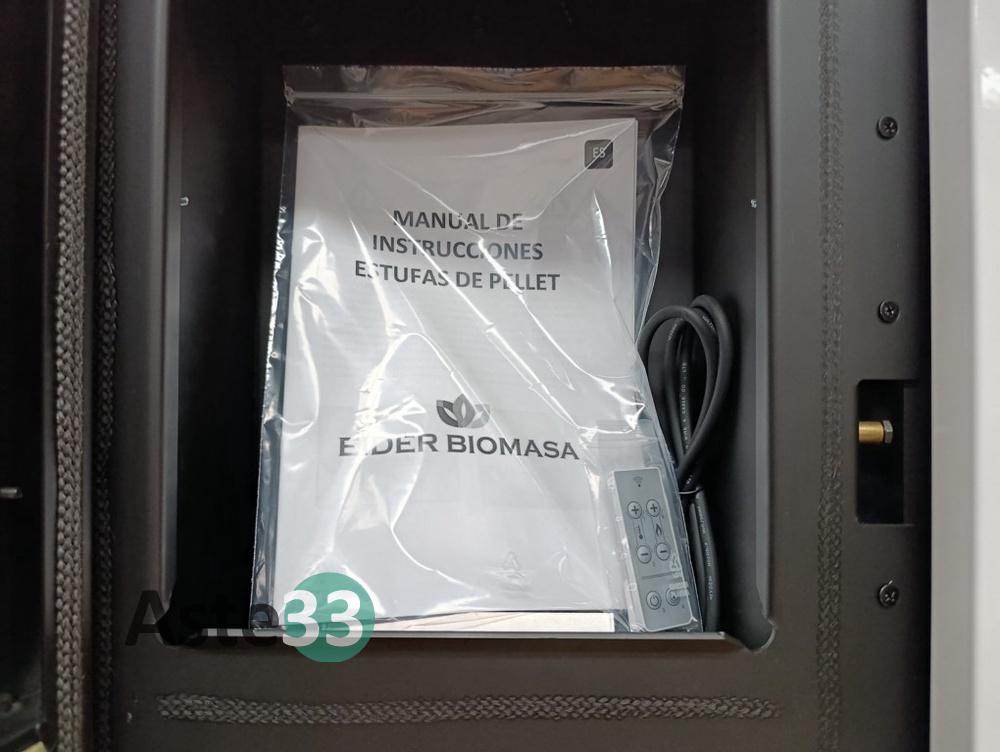 ES
MANUAL DE
INSTRUCCIONES
ESTUFAS DE PELLET
EIDER BIOMASA
Aste33